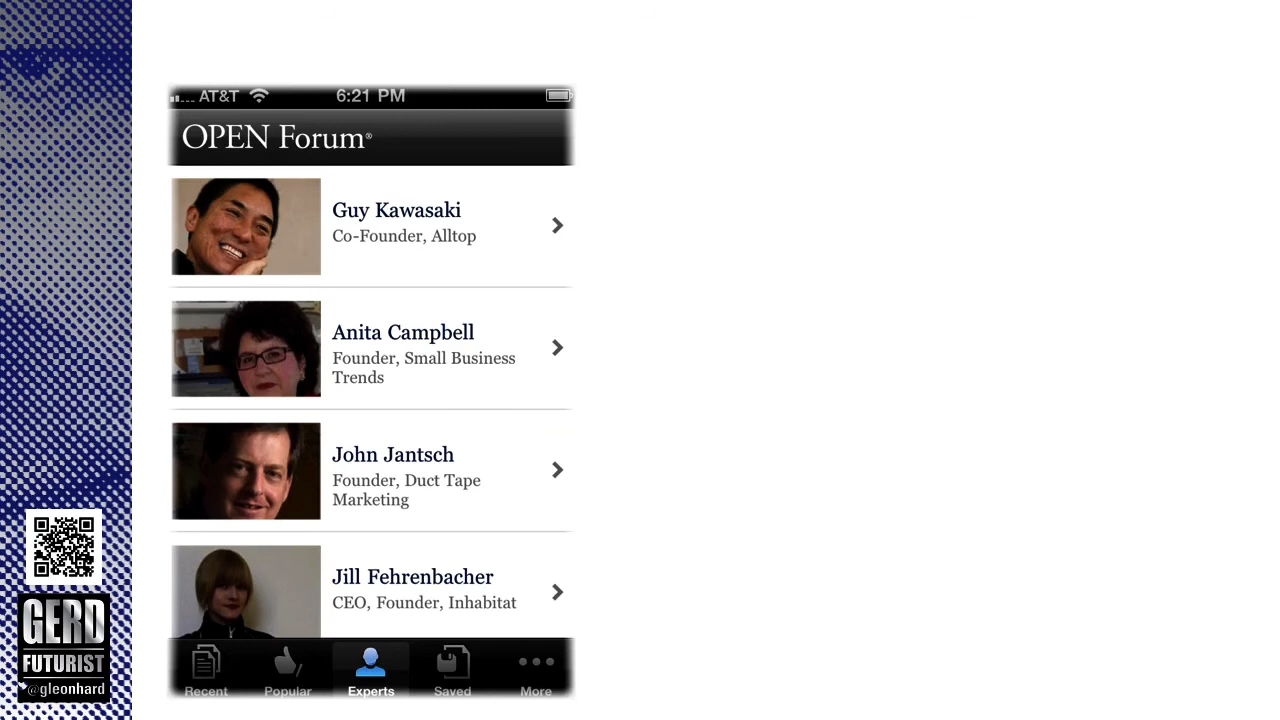 AT&T 6:21 PM
OPEN Forum®
Guy Kawasaki
Co-Founder, Alltop
Anita Campbell
Founder, Small Business
Trends
John Jantsch
Founder, Duct Tape
Marketing
Jill Fehrenbacher
CEO, Founder, Inhabitat
Recent Popular Experts Saved More
GERD
FUTURIST
@gleonhard